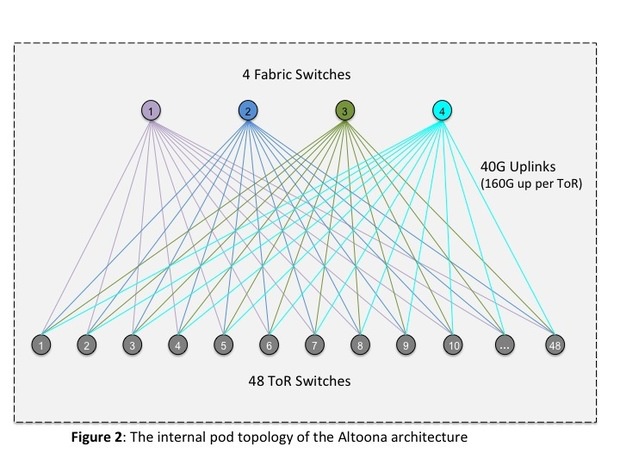 4 Fabric Switches
1 2 3 4
40G Uplinks
(160G up per ToR)
1 2 3 4 5 6 7 8 9 10 ... 48
48 ToR Switches
Figure 2: The internal pod topology of the Altoona architecture